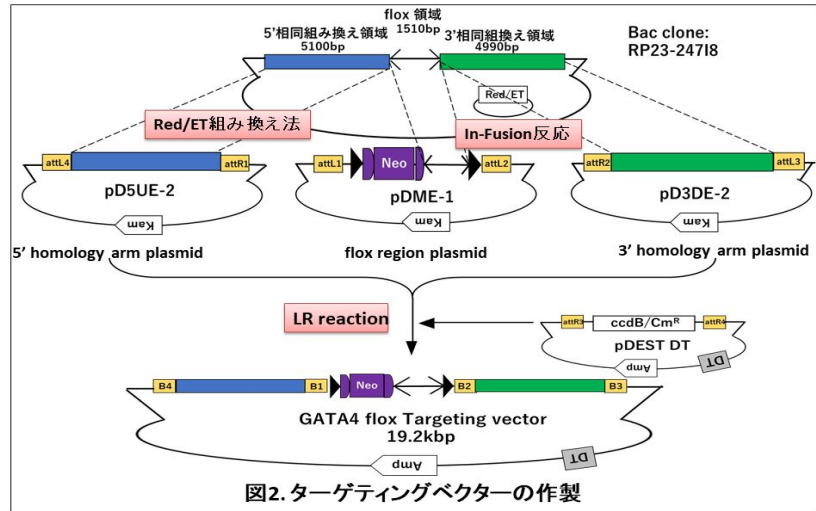 flox 領域
1510bp
5'相同組み換え領域
5100bp
3'相同組換え領域
4990bp
Bac clone:
RP23-247I8
Red/ET
Red/ET組み換え法
In-Fusion反応
attL4
attR1
attL1
Neo
attL2
attR2
attL3
pD5UE-2
pDME-1
pD3DE-2
Kam
Kam
Kam
5' homology arm plasmid
flox region plasmid
3' homology arm plasmid
LR reaction
attR3
ccdB/CmR
attR4
pDEST DT
Amp
DT
B4
B1
Neo
B2
B3
GATA4 flox Targeting vector
19.2kbp
Amp
DT
図2. ターゲティングベクターの作製